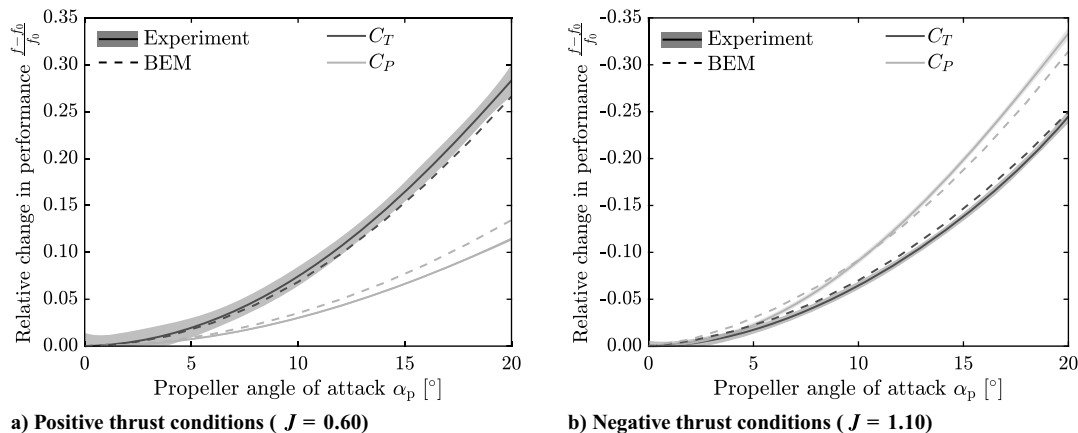 Relative change in performance (f−f₀)/f₀
0.35
0.30
0.25
0.20
0.15
0.10
0.05
0.00
Experiment
BEM
C_T
C_P
0 5 10 15 20
Propeller angle of attack α_p [°]
a) Positive thrust conditions ( J = 0.60)
Relative change in performance (f−f₀)/f₀
-0.35
-0.30
-0.25
-0.20
-0.15
-0.10
-0.05
0.00
Experiment
BEM
C_T
C_P
0 5 10 15 20
Propeller angle of attack α_p [°]
b) Negative thrust conditions ( J = 1.10)